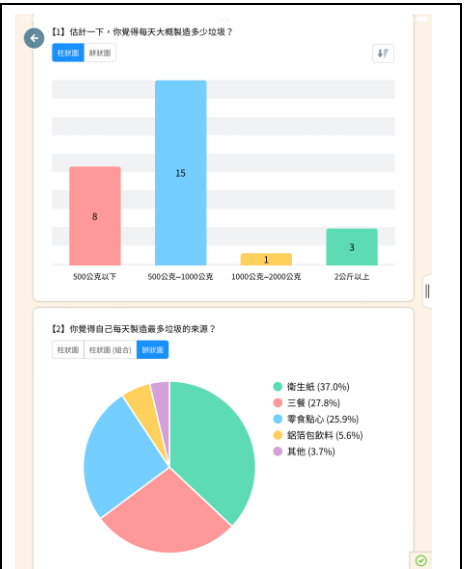 【1】估計一下，你覺得每天大概製造多少垃圾？
柱狀圖 餅狀圖
15
8
3
1
500公克以下 500公克~1000公克 1000公克~2000公克 2公斤以上
【2】你覺得自己每天製造最多垃圾的來源？
柱狀圖 柱狀圖 (組合) 餅狀圖
衛生紙 (37.0%)
三餐 (27.8%)
零食點心 (25.9%)
鋁箔包飲料 (5.6%)
其他 (3.7%)